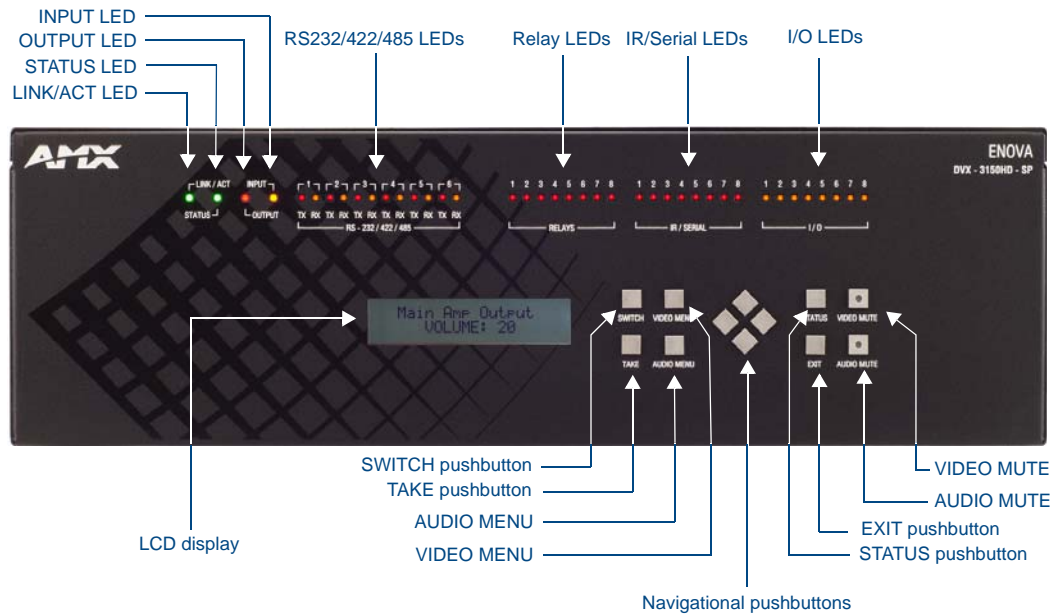 INPUT LED
OUTPUT LED
STATUS LED
LINK/ACT LED
RS232/422/485 LEDs
Relay LEDs
IR/Serial LEDs
I/O LEDs
AMX
ENOVA
DVX - 3150HD - SP
LINK / ACT
INPUT
STATUS
OUTPUT
1 2 3 4 5 6
TX RX TX RX TX RX TX RX TX RX TX RX
RS - 232 / 422 / 485
1 2 3 4 5 6 7 8
RELAYS
1 2 3 4 5 6 7 8
IR / SERIAL
1 2 3 4 5 6 7 8
I / O
Main Amp Output
VOLUME: 20
SWITCH
VIDEO MENU
STATUS
VIDEO MUTE
TAKE
AUDIO MENU
EXIT
AUDIO MUTE
SWITCH pushbutton
TAKE pushbutton
AUDIO MENU
VIDEO MENU
LCD display
VIDEO MUTE
AUDIO MUTE
EXIT pushbutton
STATUS pushbutton
Navigational pushbuttons